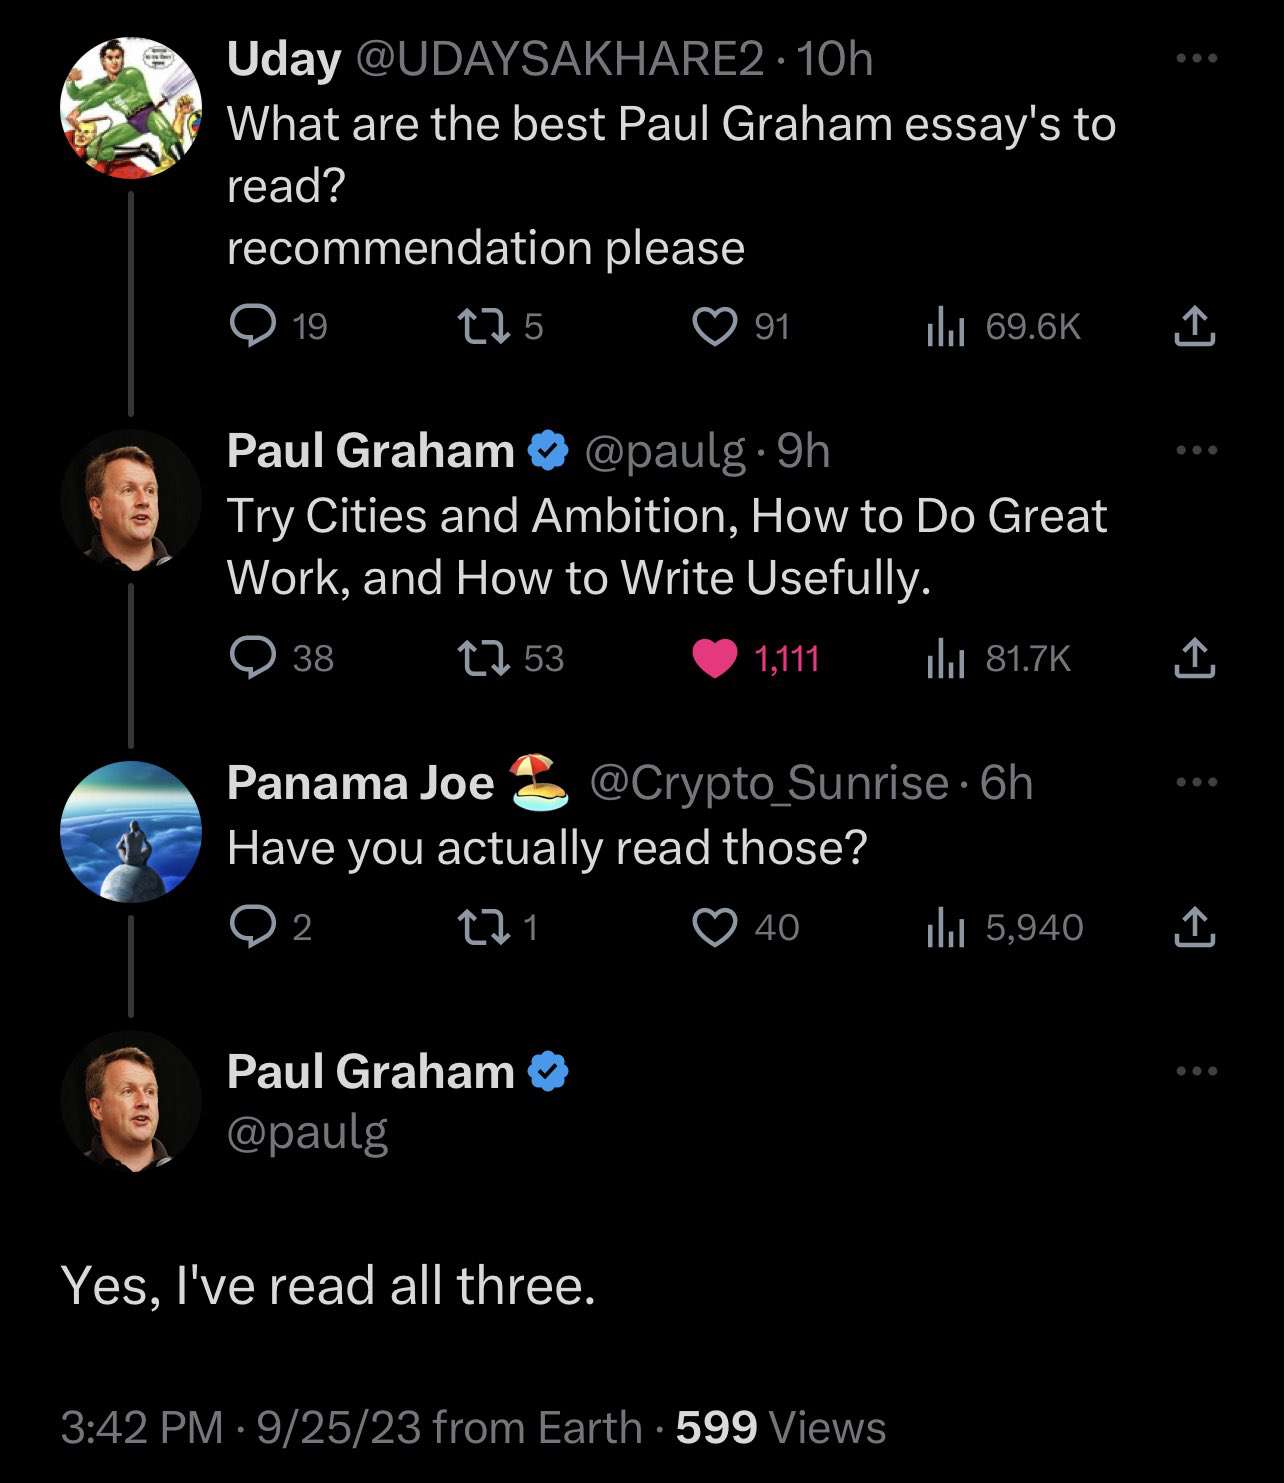 Uday @UDAYSAKHARE2 · 10h
What are the best Paul Graham essay's to
read?
recommendation please
19 5 91 69.6K
Paul Graham @paulg · 9h
Try Cities and Ambition, How to Do Great
Work, and How to Write Usefully.
38 53 1,111 81.7K
Panama Joe 🏖️ @Crypto_Sunrise · 6h
Have you actually read those?
2 1 40 5,940
Paul Graham
@paulg
Yes, I've read all three.
3:42 PM · 9/25/23 from Earth · 599 Views